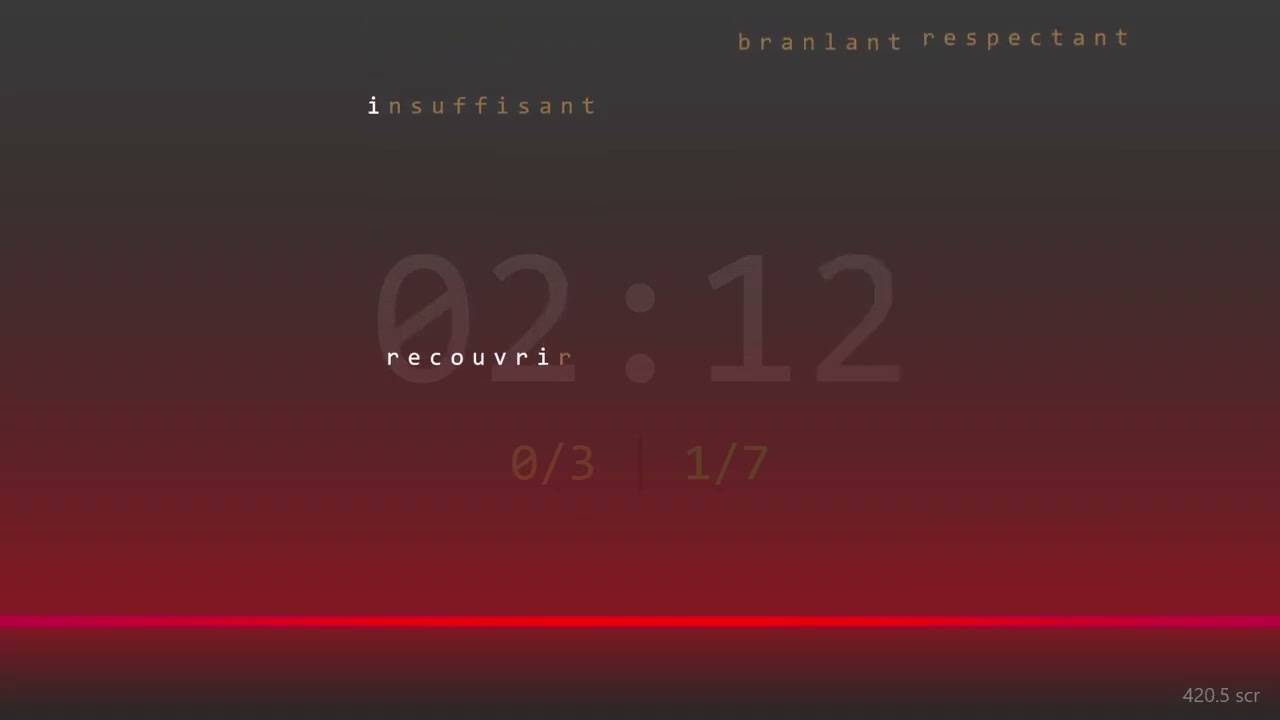 branlant respectant
insuffisant
02:12
recouvrir
0/3 | 1/7
420.5 scr